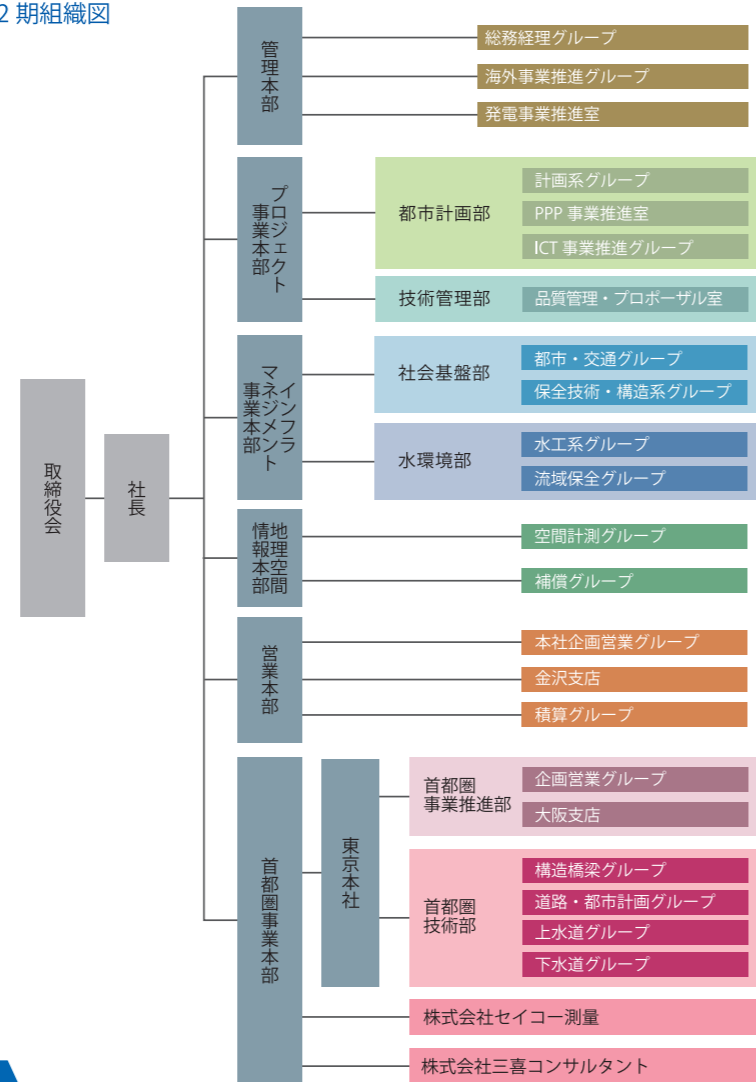 2 期組織図
取締役会
社長
管理本部
総務経理グループ
海外事業推進グループ
発電事業推進室
プロジェクト
事業本部
都市計画部
計画系グループ
PPP 事業推進室
ICT 事業推進グループ
技術管理部
品質管理・プロポーザル室
インフラ
マネジメント
事業本部
社会基盤部
都市・交通グループ
保全技術・構造系グループ
水環境部
水工系グループ
流域保全グループ
地理空間
情報本部
空間計測グループ
補償グループ
営業本部
本社企画営業グループ
金沢支店
積算グループ
首都圏事業本部
東京本社
首都圏
事業推進部
企画営業グループ
大阪支店
首都圏
技術部
構造橋梁グループ
道路・都市計画グループ
上水道グループ
下水道グループ
株式会社セイコー測量
株式会社三喜コンサルタント